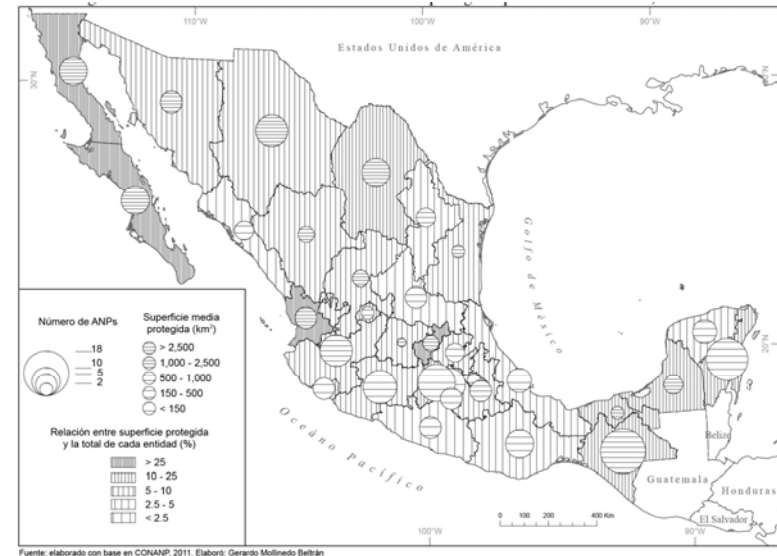 100°W
90°W
Estados Unidos de América
30°N
30°N
Golfo de México
Número de ANPs
18
10
5
2
Superficie media
protegida (km²)
> 2,500
1,000 - 2,500
500 - 1,000
150 - 500
< 150
Relación entre superficie protegida
y la total de cada entidad (%)
> 25
10 - 25
5 - 10
2.5 - 5
< 2.5
20°N
Océano Pacífico
Belize
Guatemala
Honduras
El Salvador
0 100 200 400 Km
100°W
90°W
Fuente: elaborado con base en CONANP, 2011. Elaboró: Gerardo Mollinedo Beltrán